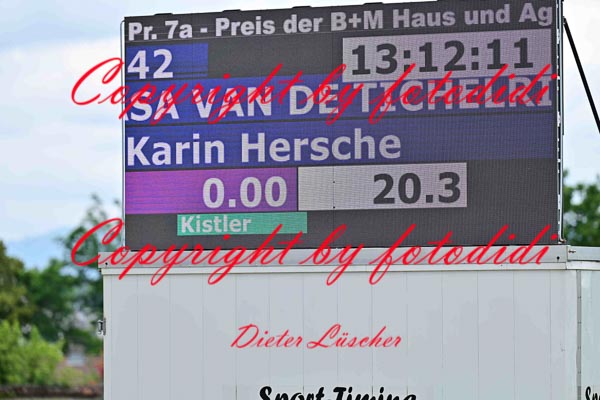 Pr. 7a - Preis der B+M Haus und Ag
42 13:12:11
Copyright by fotodidi
Karin Hersche
0.00 20.3
Kistler
Copyright by fotodidi
Dieter Lüscher
Sport-Timing